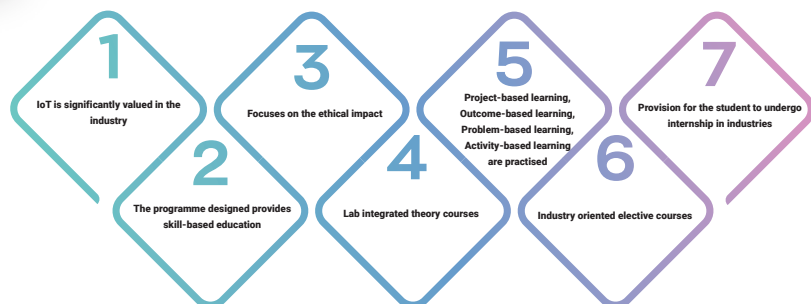 1
IoT is significantly valued in the
industry
2
The programme designed provides
skill-based education
3
Focuses on the ethical impact
4
Lab integrated theory courses
5
Project-based learning,
Outcome-based learning,
Problem-based learning,
Activity-based learning
are practised
6
Industry oriented elective courses
7
Provision for the student to undergo
internship in industries